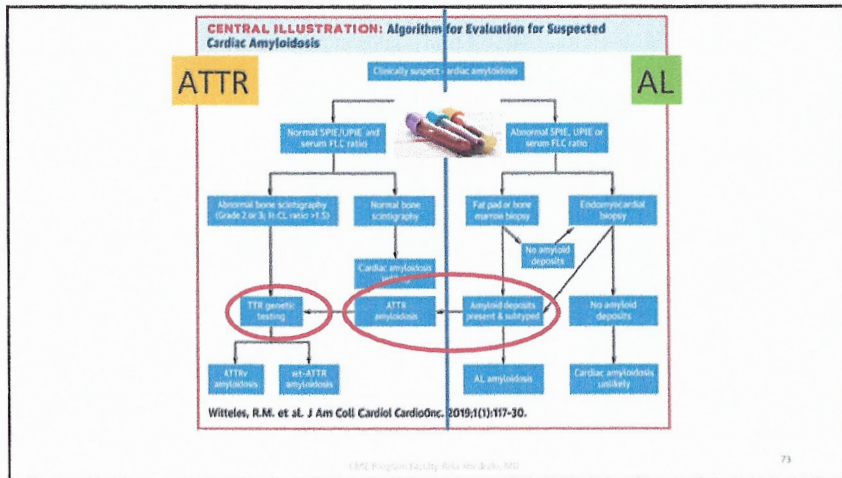 CENTRAL ILLUSTRATION: Algorithm for Evaluation for Suspected
Cardiac Amyloidosis
ATTR
AL
Clinically suspect cardiac amyloidosis
Normal SPIE/UPIE and
serum FLC ratio
Abnormal SPIE, UPIE or
serum FLC ratio
Abnormal bone scintigraphy
(Grade 2 or 3; H:CL ratio >1.5)
Normal bone
scintigraphy
Fat pad or bone
marrow biopsy
Endomyocardial
biopsy
No amyloid
deposits
Cardiac amyloidosis
TTR genetic
testing
ATTR
amyloidosis
Amyloid deposits
present & subtyped
No amyloid
deposits
ATTRv
amyloidosis
wt-ATTR
amyloidosis
AL amyloidosis
Cardiac amyloidosis
unlikely
Witteles, R.M. et al. J Am Coll Cardiol CardioOnc. 2019;1(1):117-30.
CME Program Faculty
73